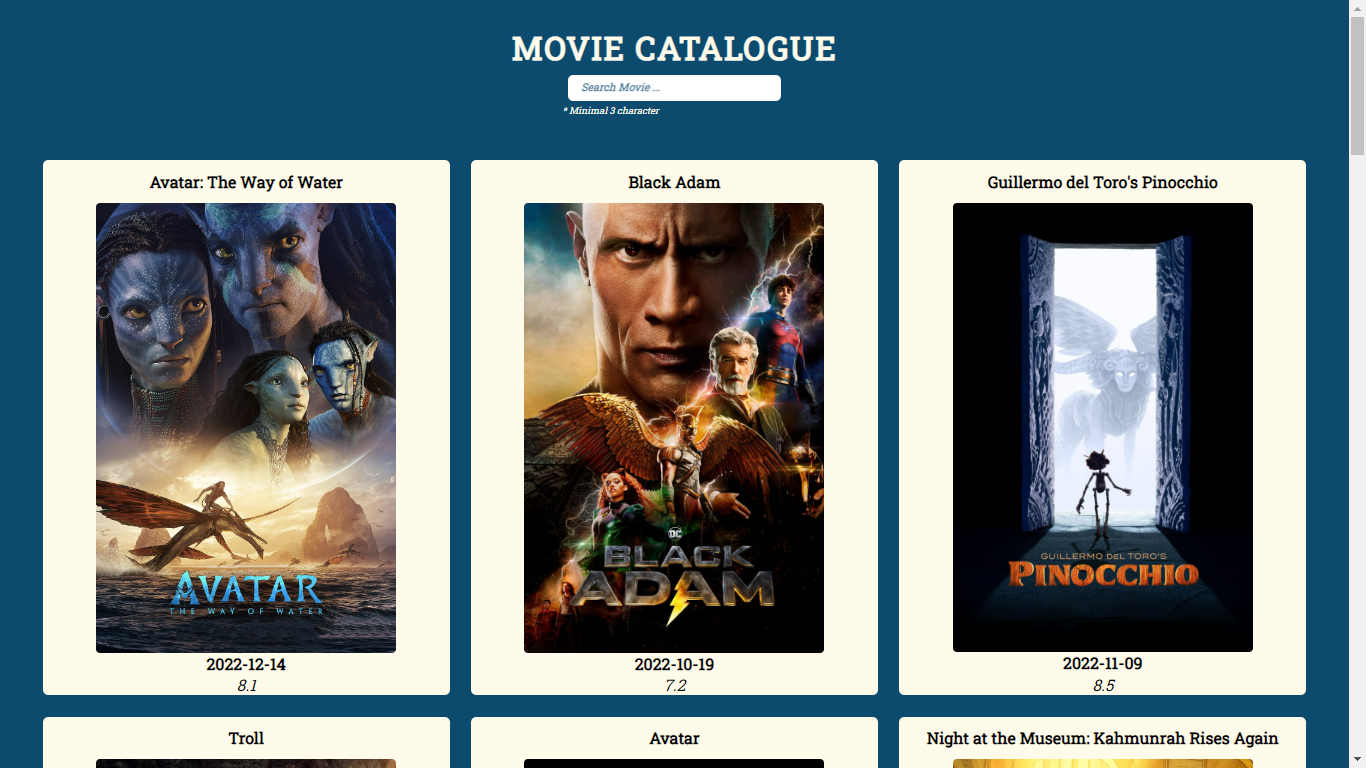 MOVIE CATALOGUE
Search Movie ...
* Minimal 3 character
Avatar: The Way of Water
AVATAR
THE WAY OF WATER
2022-12-14
8.1
Black Adam
DC
BLACK
ADAM
2022-10-19
7.2
Guillermo del Toro's Pinocchio
GUILLERMO DEL TORO'S
PINOCCHIO
2022-11-09
8.5
Troll
Avatar
Night at the Museum: Kahmunrah Rises Again